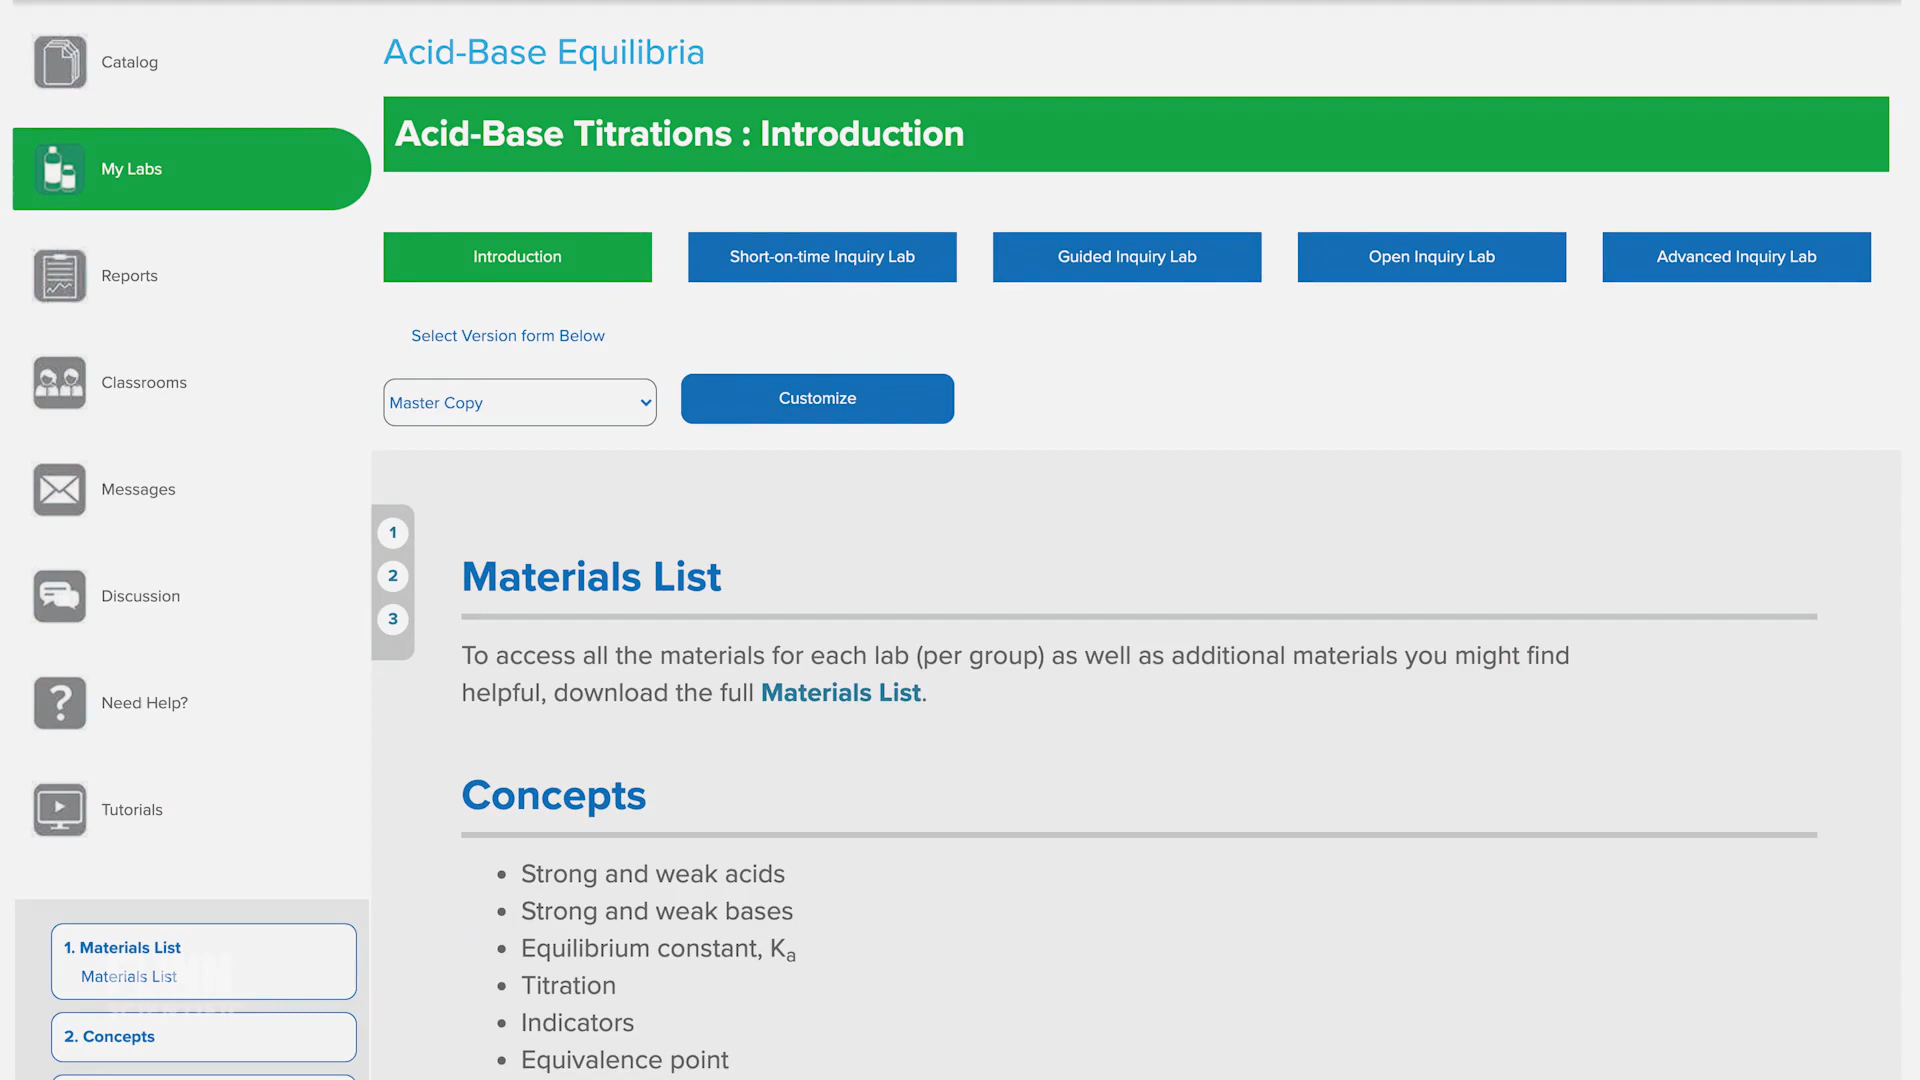 Acid-Base Equilibria
Acid-Base Titrations : Introduction
Catalog
My Labs
Reports
Classrooms
Messages
Discussion
Need Help?
Tutorials
1. Materials List
Materials List
2. Concepts
Introduction
Short-on-time Inquiry Lab
Guided Inquiry Lab
Open Inquiry Lab
Advanced Inquiry Lab
Select Version form Below
Master Copy
Customize
1
2
3
Materials List
To access all the materials for each lab (per group) as well as additional materials you might find
helpful, download the full Materials List.
Concepts
• Strong and weak acids
• Strong and weak bases
• Equilibrium constant, Ka
• Titration
• Indicators
• Equivalence point